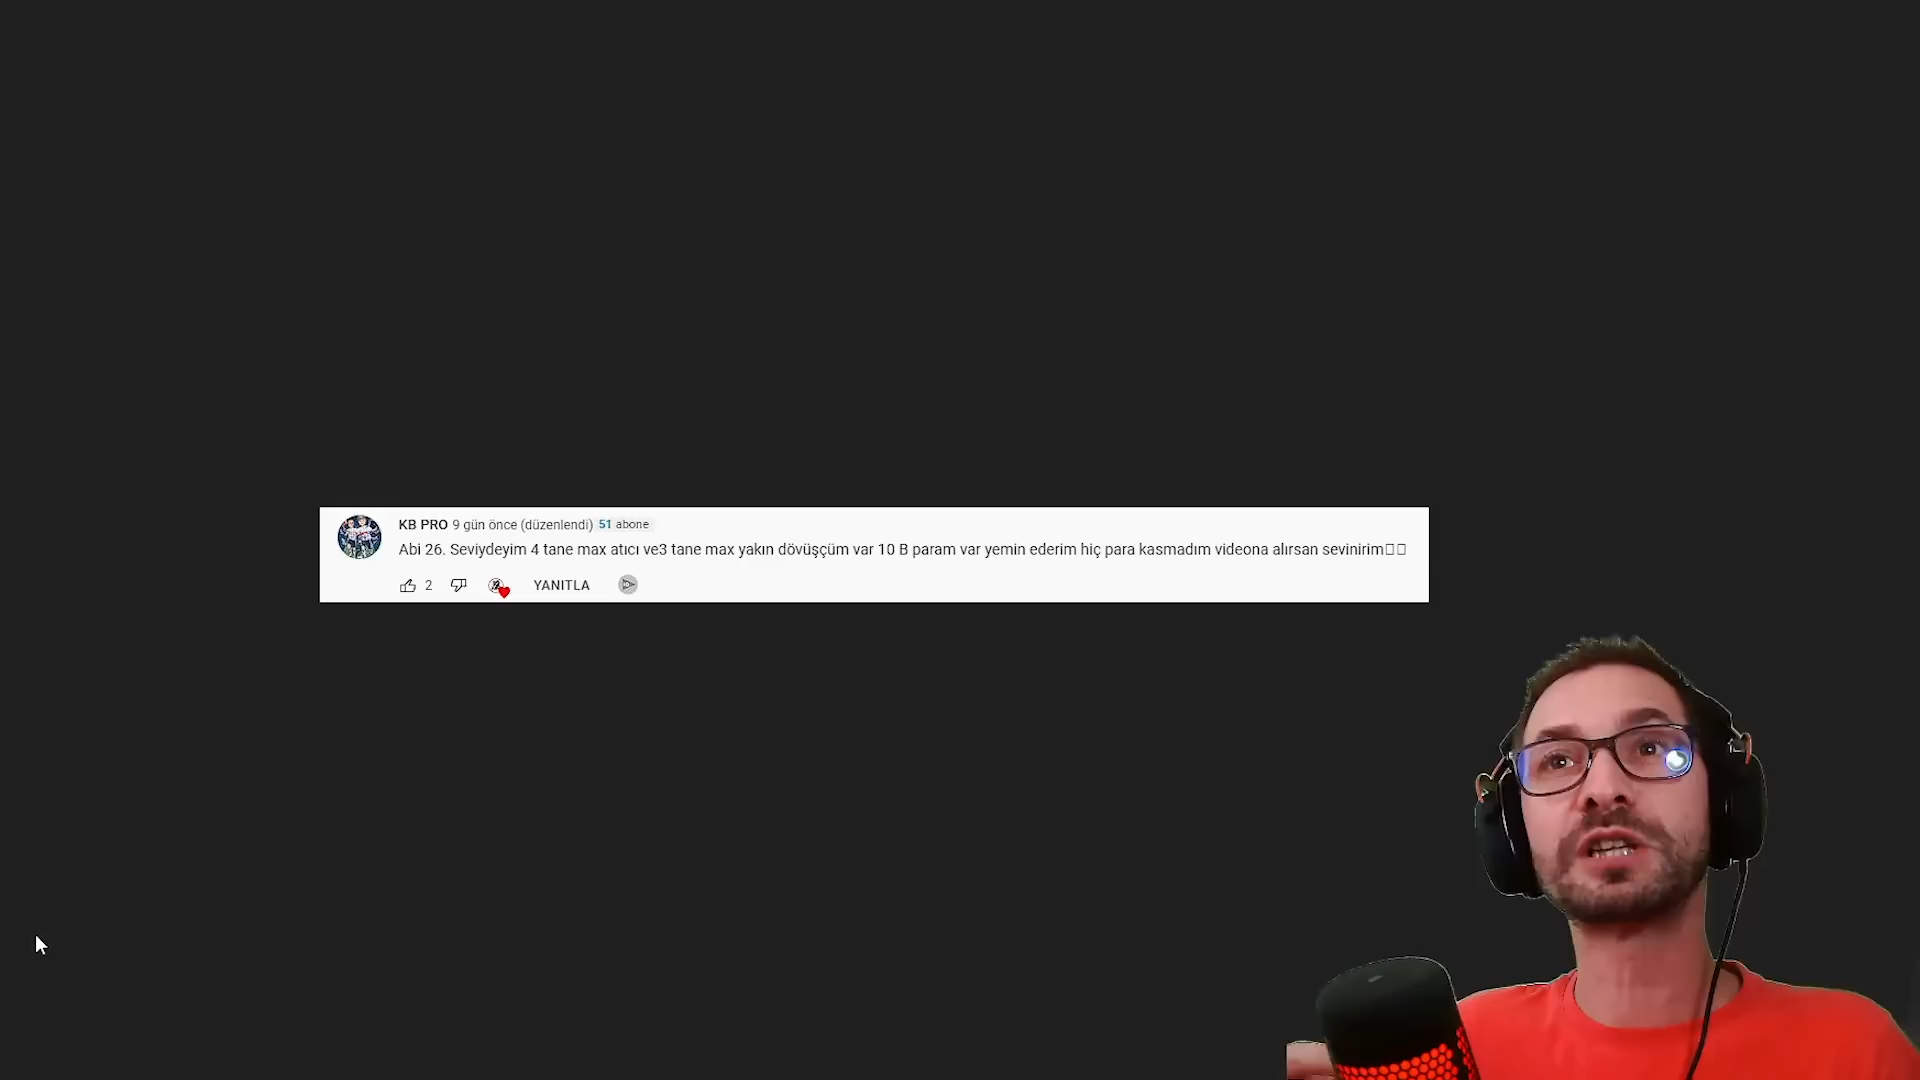 KB PRO 9 gün önce (düzenlendi) 51 abone
Abi 26. Seviydeyim 4 tane max atıcı ve3 tane max yakın dövüşçüm var 10 B param var yemin ederim hiç para kasmadım videona alırsan sevinirim
2 YANITLA